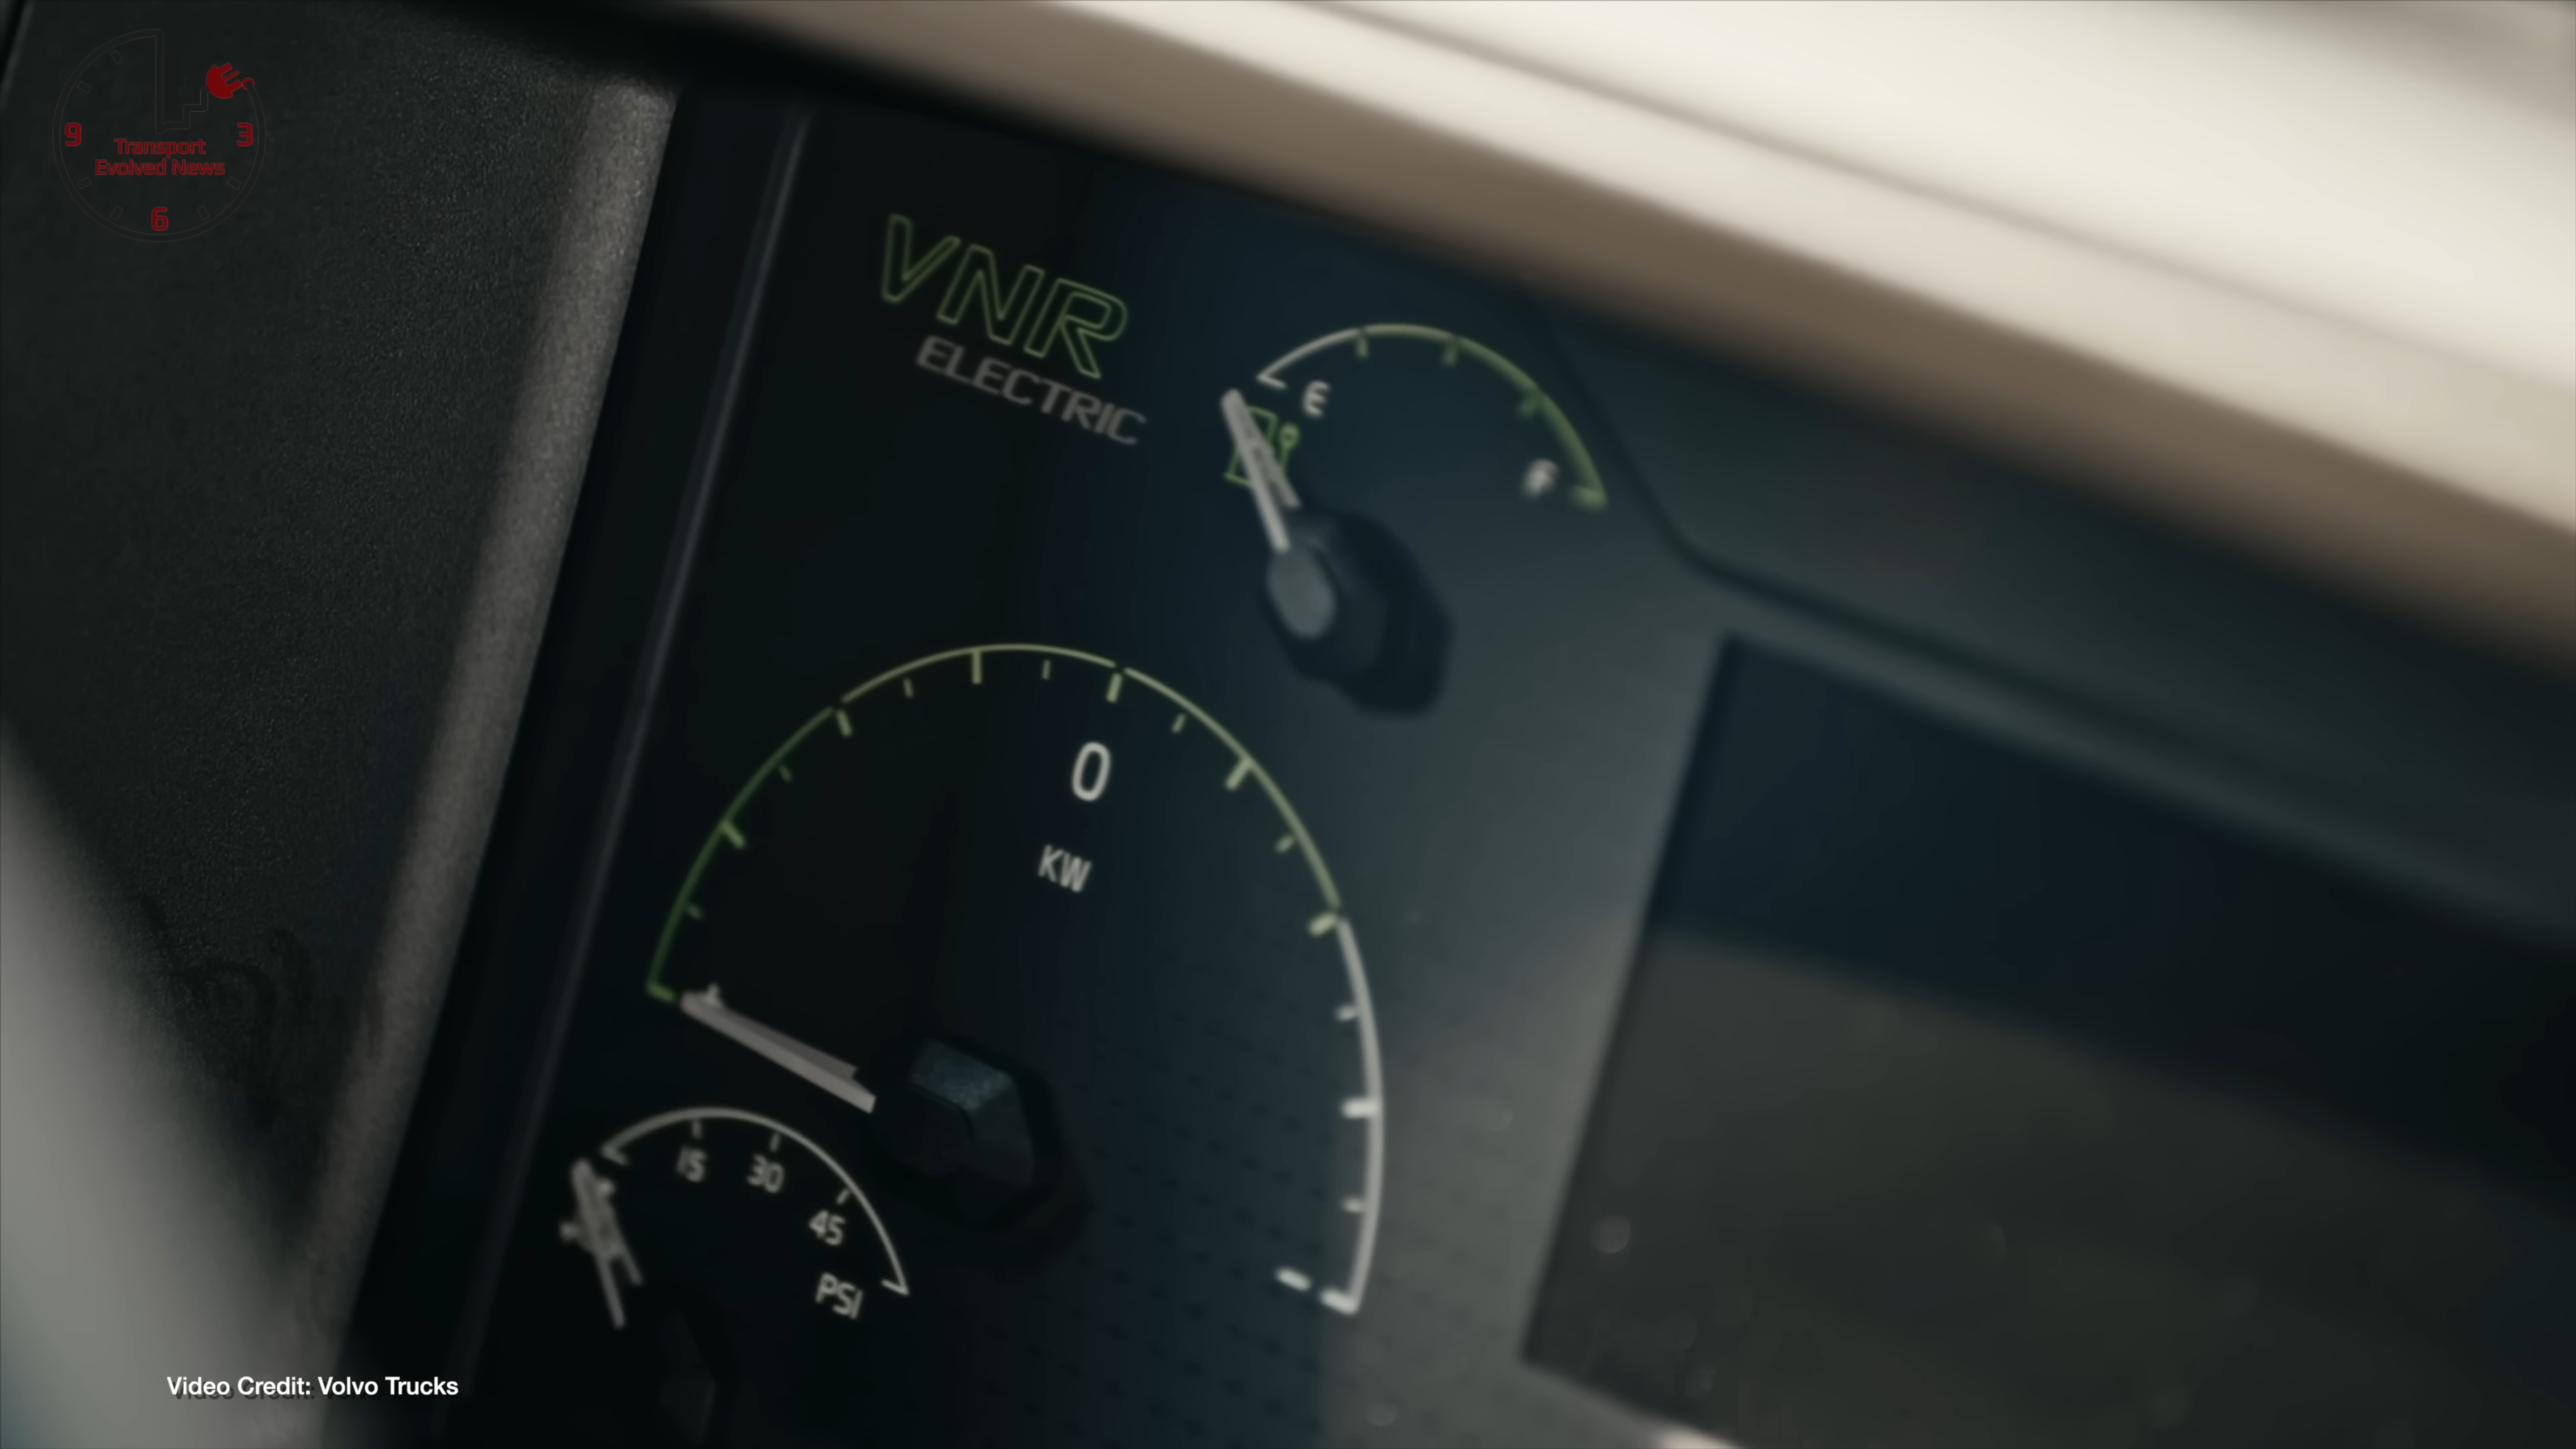 9
3
Transport
Evolved News
6
VNR
ELECTRIC
E
F
0
KW
15
30
45
PSI
Video Credit: Volvo Trucks